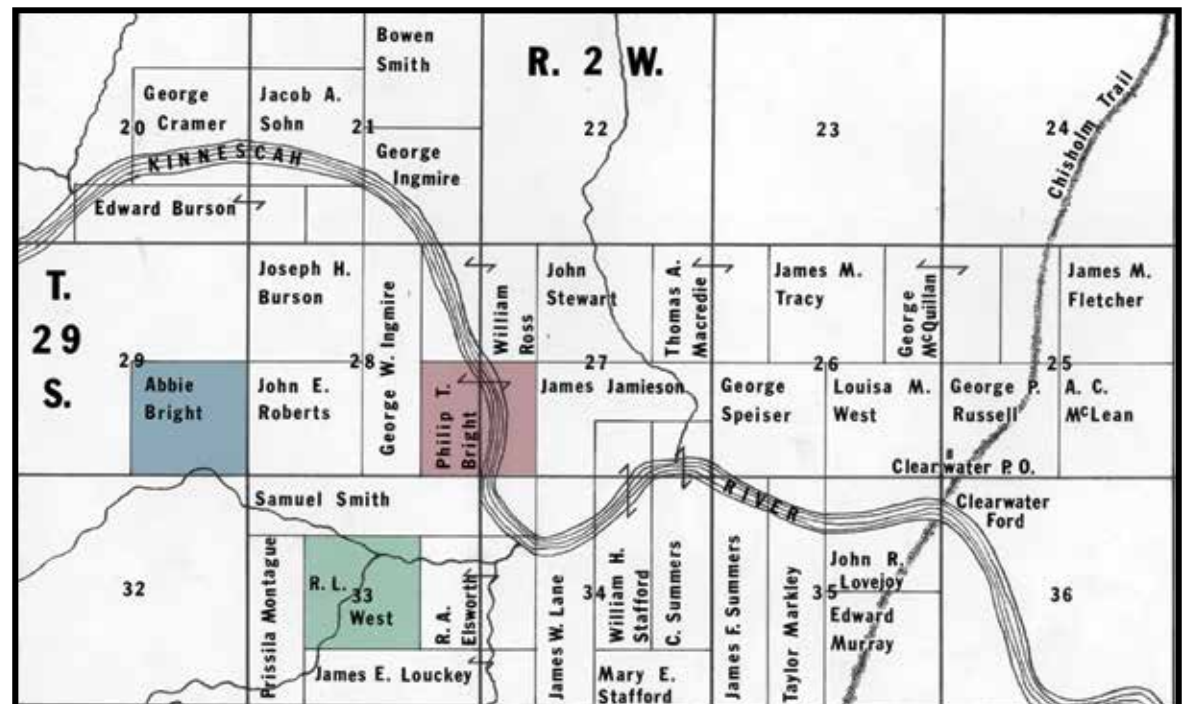 Bowen
Smith
R. 2 W.
George
Cramer
Jacob A.
Sohn
20
21
22
23
24
Chisholm Trail
KINNESCAH
George
Ingmire
Edward Burson
T.
29
S.
Joseph H.
Burson
George W. Ingmire
William
Ross
John
Stewart
Thomas A.
Macredie
James M.
Tracy
George
McQuillan
James M.
Fletcher
29
28
27
26
25
Abbie
Bright
John E.
Roberts
Philip T.
Bright
James Jamieson
George
Speiser
Louisa M.
West
George P.
Russell
A. C.
McLean
Clearwater P.O.
Samuel Smith
RIVER
Clearwater
Ford
32
Prissila Montague
R. L.
33
West
R. A.
Elsworth
James W. Lane
34
William H.
Stafford
C. Summers
James F. Summers
Taylor Markley
John R.
Lovejoy
35
Edward
Murray
36
James E. Louckey
Mary E.
Stafford